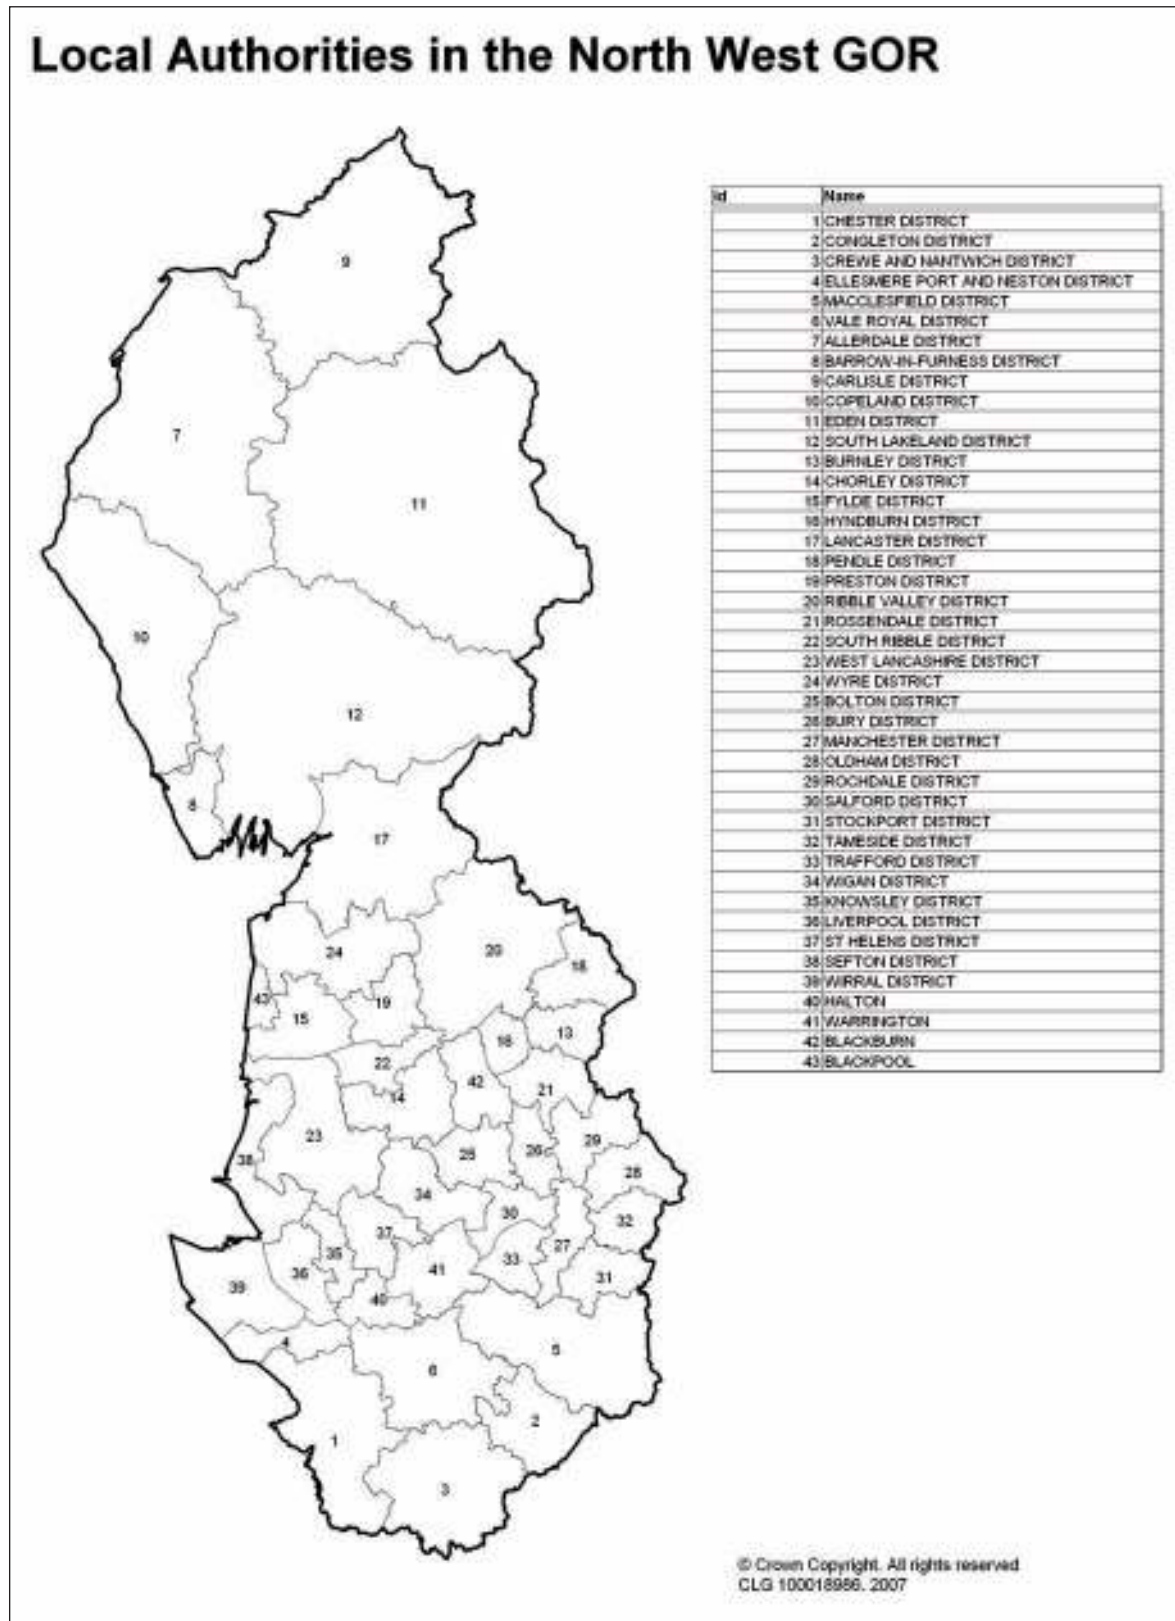 Local Authorities in the North West GOR
Id Name
1 CHESTER DISTRICT
2 CONGLETON DISTRICT
3 CREWE AND NANTWICH DISTRICT
4 ELLESMERE PORT AND NESTON DISTRICT
5 MACCLESFIELD DISTRICT
6 VALE ROYAL DISTRICT
7 ALLERDALE DISTRICT
8 BARROW-IN-FURNESS DISTRICT
9 CARLISLE DISTRICT
10 COPELAND DISTRICT
11 EDEN DISTRICT
12 SOUTH LAKELAND DISTRICT
13 BURNLEY DISTRICT
14 CHORLEY DISTRICT
15 FYLDE DISTRICT
16 HYNDBURN DISTRICT
17 LANCASTER DISTRICT
18 PENDLE DISTRICT
19 PRESTON DISTRICT
20 RIBBLE VALLEY DISTRICT
21 ROSSENDALE DISTRICT
22 SOUTH RIBBLE DISTRICT
23 WEST LANCASHIRE DISTRICT
24 WYRE DISTRICT
25 BOLTON DISTRICT
26 BURY DISTRICT
27 MANCHESTER DISTRICT
28 OLDHAM DISTRICT
29 ROCHDALE DISTRICT
30 SALFORD DISTRICT
31 STOCKPORT DISTRICT
32 TAMESIDE DISTRICT
33 TRAFFORD DISTRICT
34 WIGAN DISTRICT
35 KNOWSLEY DISTRICT
36 LIVERPOOL DISTRICT
37 ST HELENS DISTRICT
38 SEFTON DISTRICT
39 WIRRAL DISTRICT
40 HALTON
41 WARRINGTON
42 BLACKBURN
43 BLACKPOOL
9
7
11
10
12
8
17
24
20
18
43
19
15
13
16
22
42
21
14
23
29
26
25
38
28
34
30
32
37
27
35
33
41
36
31
39
40
4
5
6
2
1
3
© Crown Copyright. All rights reserved
CLG 100018986. 2007